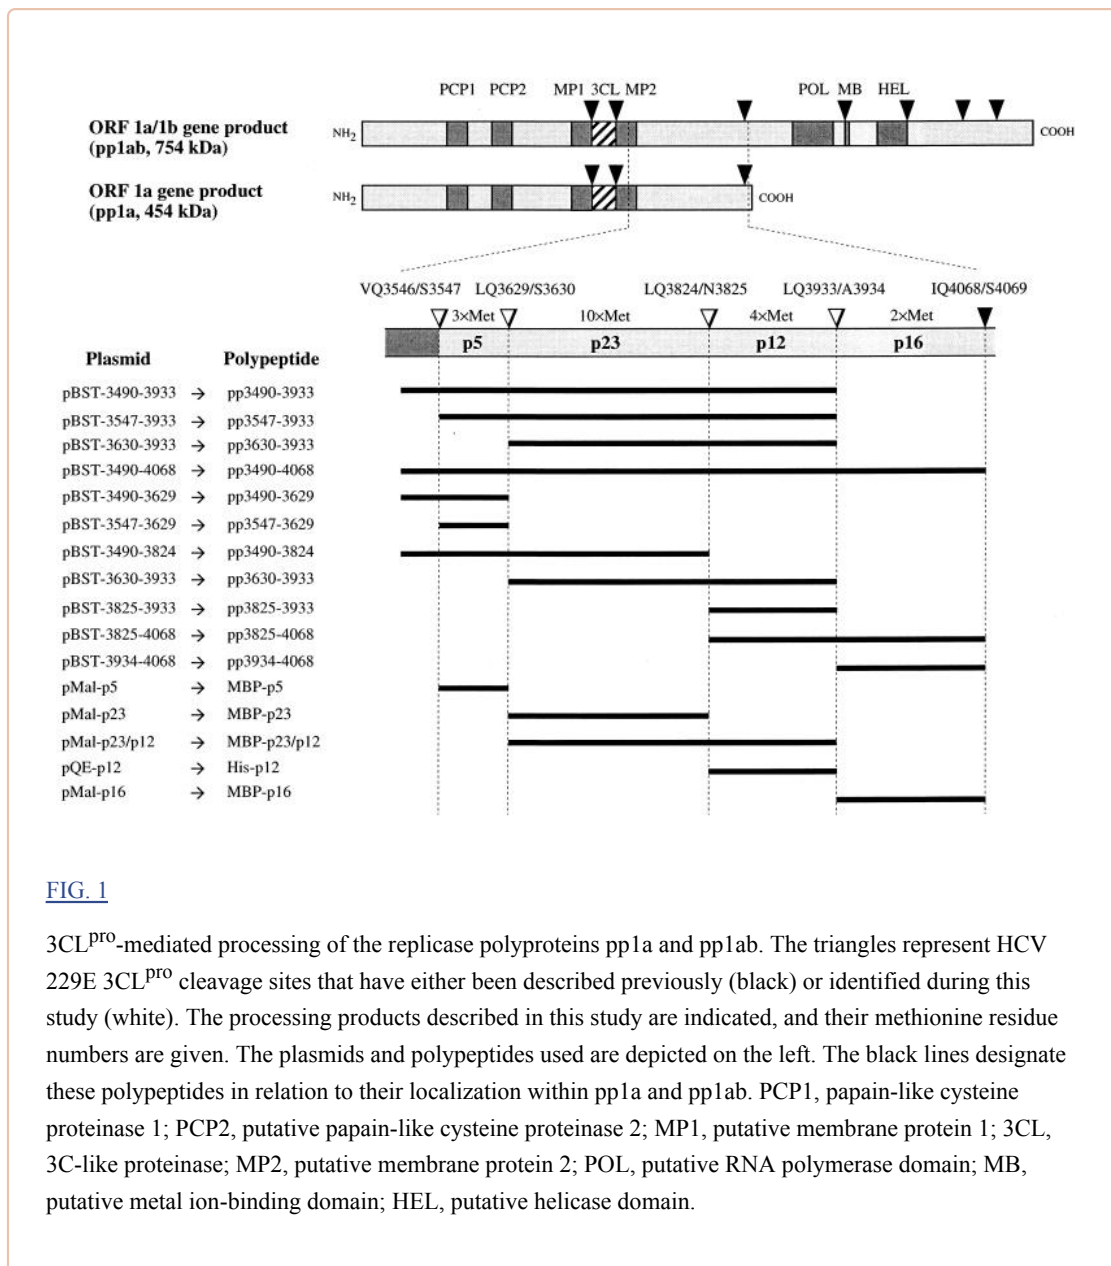 PCP1 PCP2 MP1 3CL MP2 POL MB HEL
ORF 1a/1b gene product
(pp1ab, 754 kDa)
NH2 COOH
ORF 1a gene product
(pp1a, 454 kDa)
NH2 COOH
VQ3546/S3547 LQ3629/S3630 LQ3824/N3825 LQ3933/A3934 IQ4068/S4069
3×Met 10×Met 4×Met 2×Met
p5 p23 p12 p16
Plasmid Polypeptide
pBST-3490-3933 → pp3490-3933
pBST-3547-3933 → pp3547-3933
pBST-3630-3933 → pp3630-3933
pBST-3490-4068 → pp3490-4068
pBST-3490-3629 → pp3490-3629
pBST-3547-3629 → pp3547-3629
pBST-3490-3824 → pp3490-3824
pBST-3630-3933 → pp3630-3933
pBST-3825-3933 → pp3825-3933
pBST-3825-4068 → pp3825-4068
pBST-3934-4068 → pp3934-4068
pMal-p5 → MBP-p5
pMal-p23 → MBP-p23
pMal-p23/p12 → MBP-p23/p12
pQE-p12 → His-p12
pMal-p16 → MBP-p16
FIG. 1
3CLpro-mediated processing of the replicase polyproteins pp1a and pp1ab. The triangles represent HCV
229E 3CLpro cleavage sites that have either been described previously (black) or identified during this
study (white). The processing products described in this study are indicated, and their methionine residue
numbers are given. The plasmids and polypeptides used are depicted on the left. The black lines designate
these polypeptides in relation to their localization within pp1a and pp1ab. PCP1, papain-like cysteine
proteinase 1; PCP2, putative papain-like cysteine proteinase 2; MP1, putative membrane protein 1; 3CL,
3C-like proteinase; MP2, putative membrane protein 2; POL, putative RNA polymerase domain; MB,
putative metal ion-binding domain; HEL, putative helicase domain.